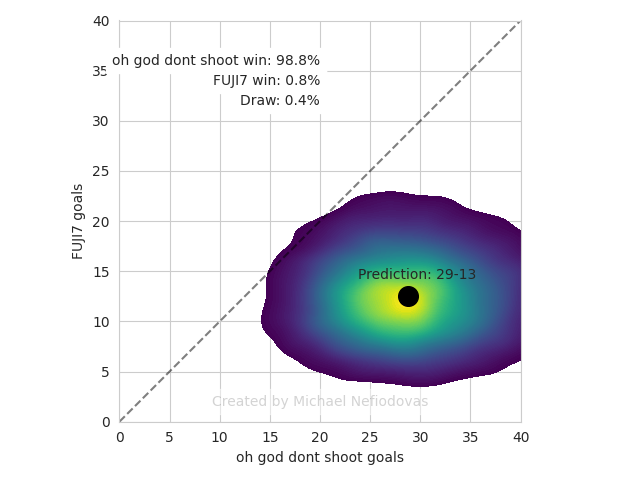 oh god dont shoot win: 98.8%
FUJI7 win: 0.8%
Draw: 0.4%
40
35
30
25
20
15
10
5
0
FUJI7 goals
Prediction: 29-13
Created by Michael Nefiodovas
0 5 10 15 20 25 30 35 40
oh god dont shoot goals